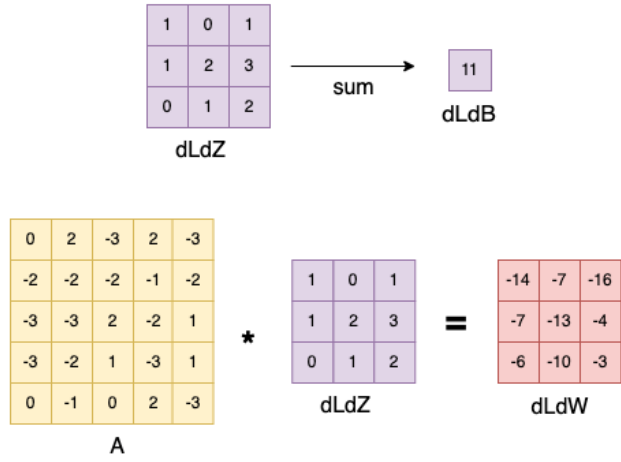 1 0 1
1 2 3
0 1 2
sum
11
dLdZ
dLdB
0 2 -3 2 -3
-2 -2 -2 -1 -2
-3 -3 2 -2 1
-3 -2 1 -3 1
0 -1 0 2 -3
A
*
1 0 1
1 2 3
0 1 2
dLdZ
=
-14 -7 -16
-7 -13 -4
-6 -10 -3
dLdW